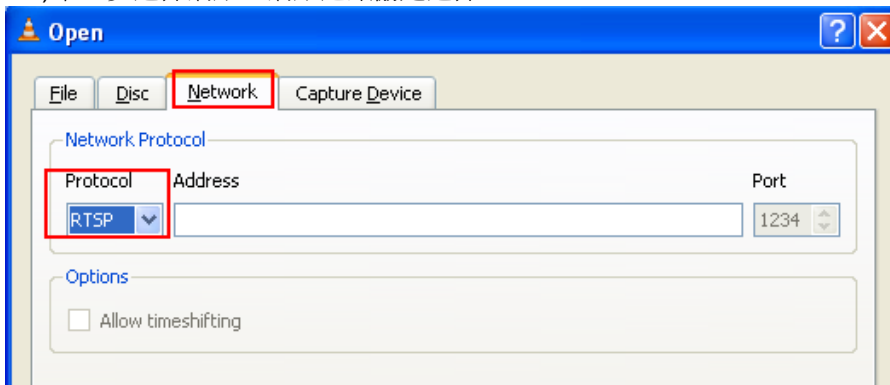 Open
File Disc Network Capture Device
Network Protocol
Protocol Address Port
RTSP 1234
Options
Allow timeshifting